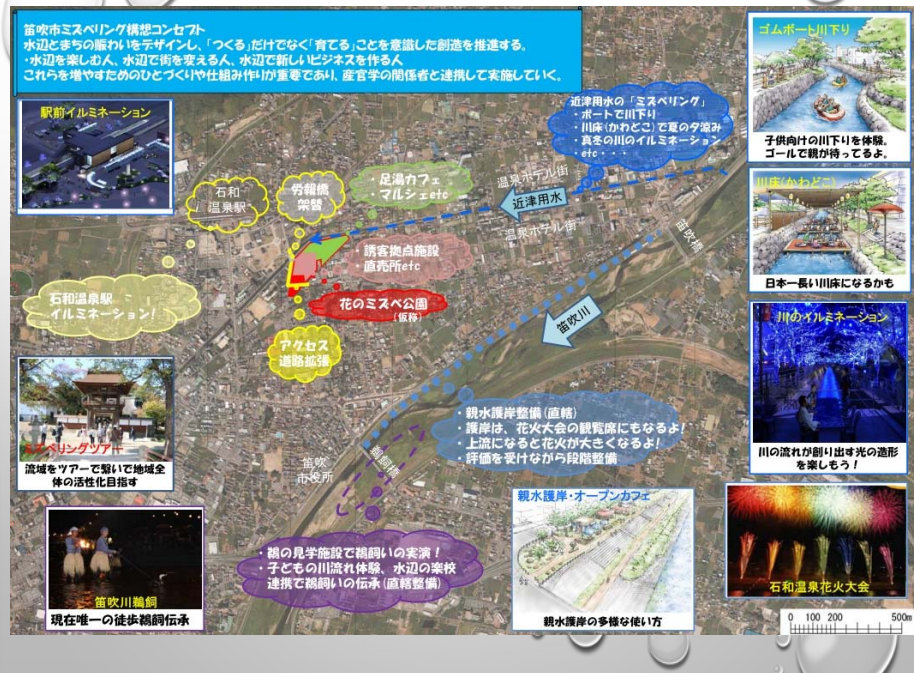 笛吹市ミズベリング構想コンセプト
水辺とまちの賑わいをデザインし、「つくる」だけでなく「育てる」ことを意識した創造を推進する。
・水辺を楽しむ人、水辺で街を変える人、水辺で新しいビジネスを作る人
これらを増やすためのひとづくりや仕組み作りが重要であり、産官学の関係者と連携して実施していく。
駅前イルミネーション
石和
温泉駅
労報橋
架替
足湯カフェ
マルシェetc
近津用水の「ミズベリング」
・ボートで川下り
・川床(かわどこ)で夏の夕涼み
・真冬の川のイルミネーション
・etc・・・
温泉ホテル街
近津用水
温泉ホテル街
笛吹橋
・誘客拠点施設
・直売所etc
花のミズベ公園
(仮称)
石和温泉駅
イルミネーション!
アクセス
道路拡張
笛吹川
・親水護岸整備(直轄)
・護岸は、花火大会の観覧席にもなるよ!
・上流になると花火が大きくなるよ!
・評価を受けながら段階整備
笛吹
市役所
鵜飼橋
・鵜の見学施設で鵜飼いの実演!
・子どもの川流れ体験、水辺の楽校
連携で鵜飼いの伝承(直轄整備)
ミズベリングツアー
流域をツアーで繋いで地域全
体の活性化目指す
笛吹川鵜飼
現在唯一の徒歩鵜飼伝承
親水護岸・オープンカフェ
親水護岸の多様な使い方
ゴムボート川下り
子供向けの川下りを体験。
ゴールで親が待ってるよ。
川床(かわどこ)
日本一長い川床になるかも
川のイルミネーション
川の流れが創り出す光の造形
を楽しもう!
石和温泉花火大会
0 100 200 500m